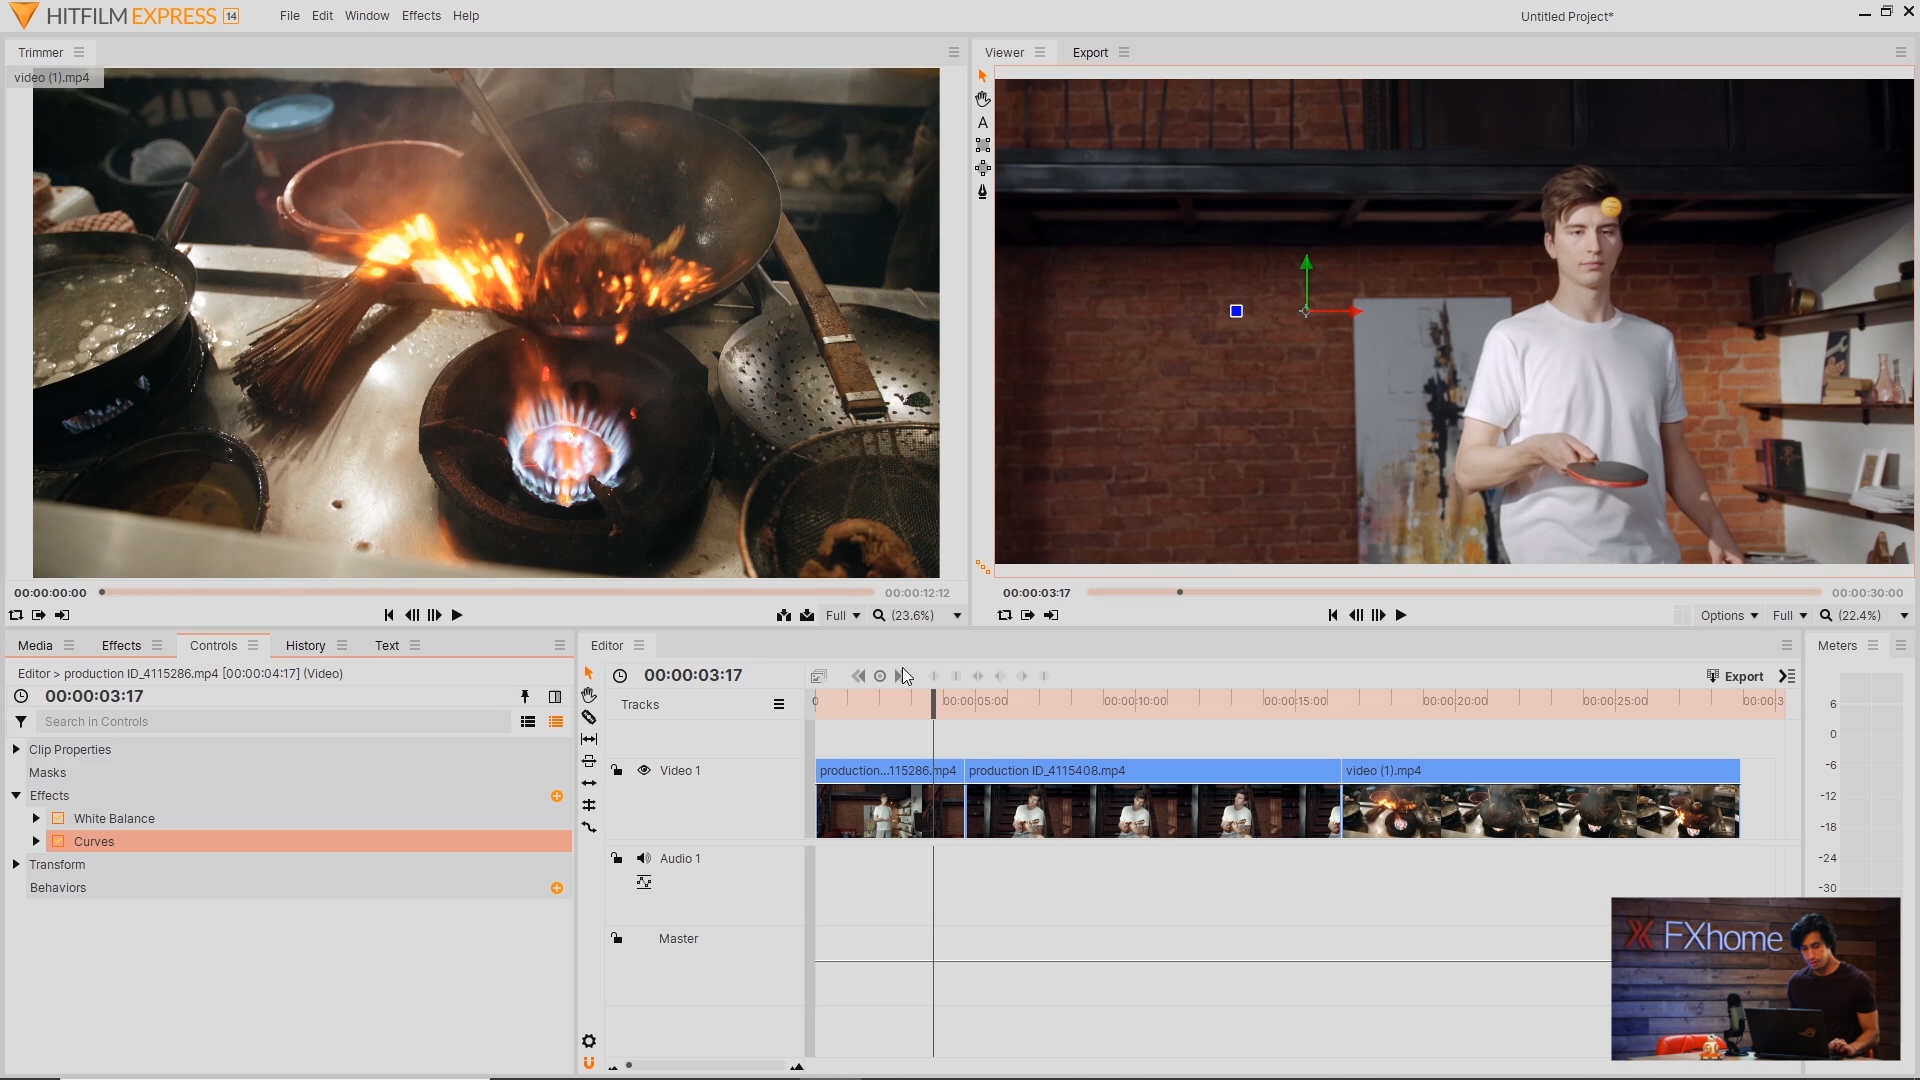 HITFILM EXPRESS 14
File Edit Window Effects Help
Untitled Project*
Trimmer
video (1).mp4
Viewer
Export
A
00:00:00:00
00:00:12:12
Full
(23.6%)
00:00:03:17
00:00:30:00
Options
Full
(22.4%)
Media
Effects
Controls
History
Text
Editor > production ID_4115286.mp4 [00:00:04:17] (Video)
00:00:03:17
Search in Controls
Clip Properties
Masks
Effects
White Balance
Curves
Transform
Behaviors
Editor
00:00:03:17
Export
Tracks
0
00:00:05:00
00:00:10:00
00:00:15:00
00:00:20:00
00:00:25:00
00:00:3
Video 1
production...115286.mp4
production ID_4115408.mp4
video (1).mp4
Audio 1
Master
Meters
6
0
-6
-12
-18
-24
-30
FXhome